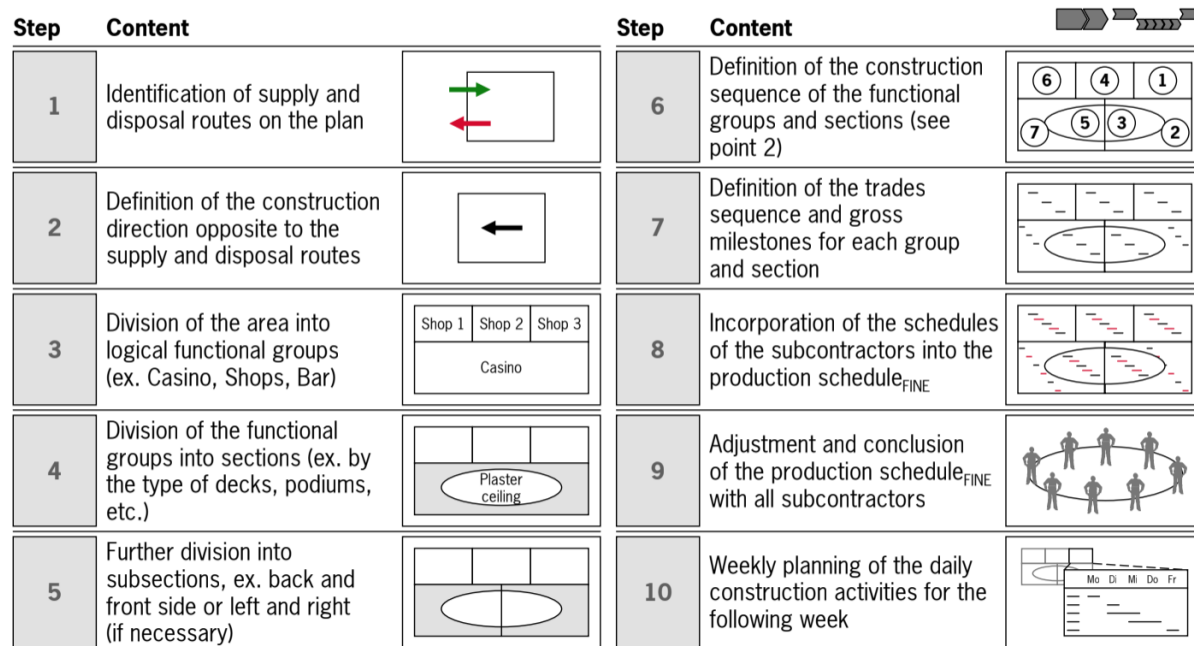 Step Content
1
Identification of supply and
disposal routes on the plan
2
Definition of the construction
direction opposite to the
supply and disposal routes
3
Division of the area into
logical functional groups
(ex. Casino, Shops, Bar)
Shop 1 Shop 2 Shop 3
Casino
4
Division of the functional
groups into sections (ex. by
the type of decks, podiums,
etc.)
Plaster
ceiling
5
Further division into
subsections, ex. back and
front side or left and right
(if necessary)
Step Content
6
Definition of the construction
sequence of the functional
groups and sections (see
point 2)
6 4 1
7 5 3 2
7
Definition of the trades
sequence and gross
milestones for each group
and section
8
Incorporation of the schedules
of the subcontractors into the
production schedule FINE
9
Adjustment and conclusion
of the production schedule FINE
with all subcontractors
10
Weekly planning of the daily
construction activities for the
following week
Mo Di Mi Do Fr